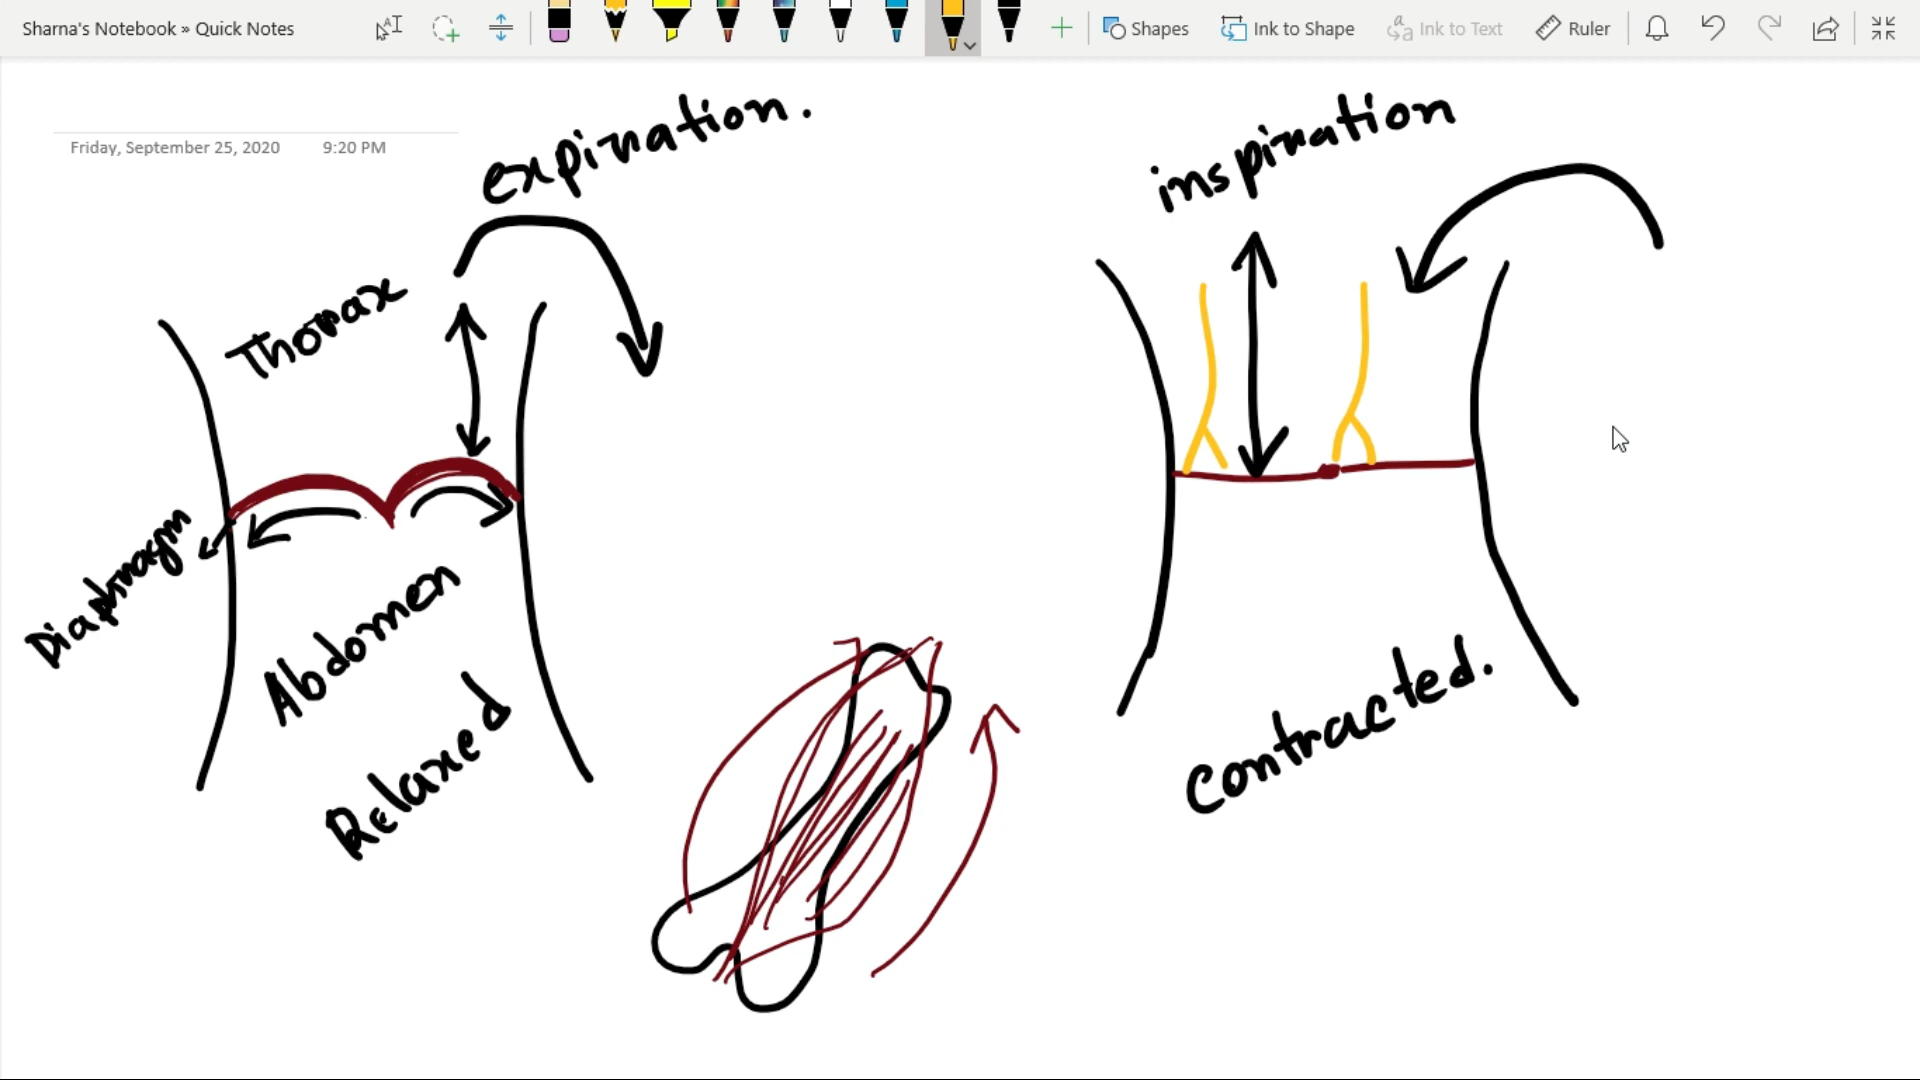 Sharna's Notebook » Quick Notes
Shapes
Ink to Shape
Ink to Text
Ruler
Friday, September 25, 2020 9:20 PM
expiration.
Thorax
Diaphragm
Abdomen
Relaxed
inspiration
contracted.